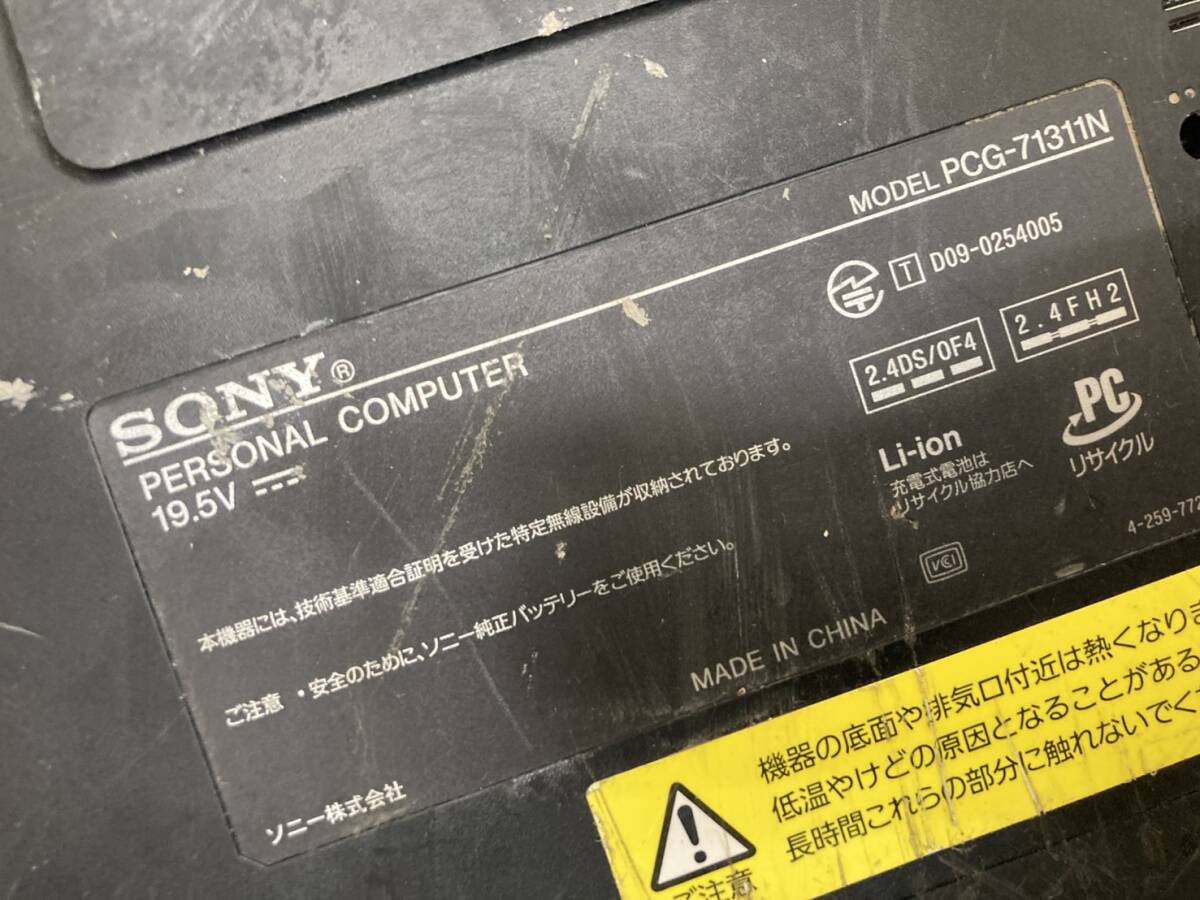 MODEL PCG-71311N
SONY®
PERSONAL COMPUTER
19.5V
T D09-0254005
2.4DS/OF4
2.4FH2
Li-ion
充電式電池は
リサイクル協力店へ
PC
リサイクル
本機器には、技術基準適合証明を受けた特定無線設備が収納されております。
ご注意 ・安全のために、ソニー純正バッテリーをご使用ください。
VCI
4-259-772
MADE IN CHINA
ソニー株式会社
機器の底面や排気口付近は熱くなりま
低温やけどの原因となることがある
長時間これらの部分に触れないでく
ご注意